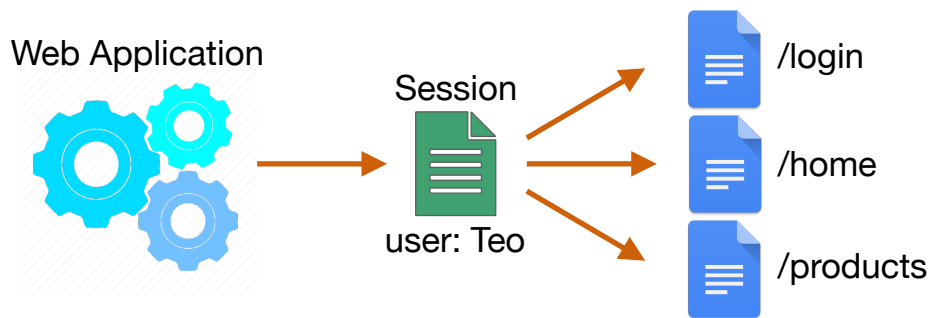 Web Application
Session
user: Teo
/login
/home
/products